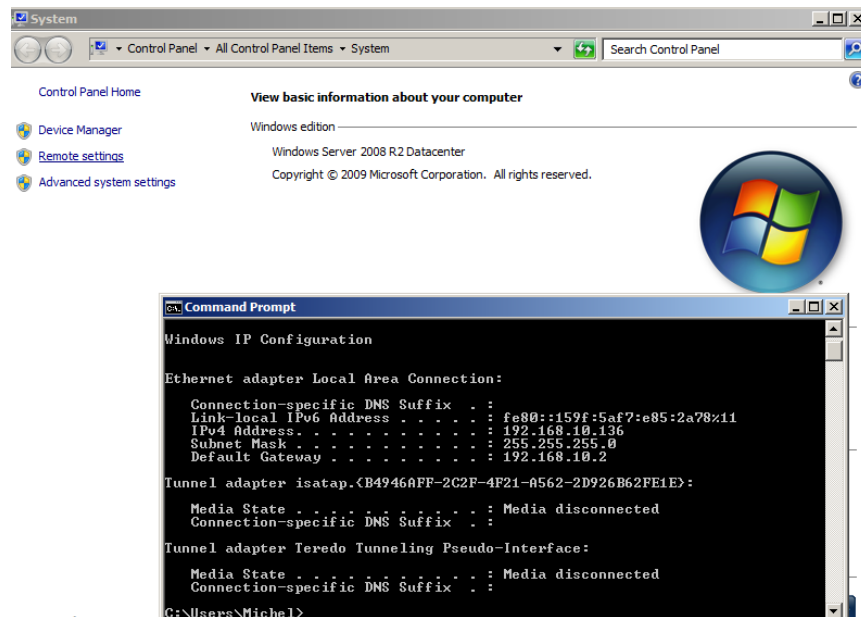 System
Control Panel All Control Panel Items System
Search Control Panel
Control Panel Home
Device Manager
Remote settings
Advanced system settings
View basic information about your computer
Windows edition
Windows Server 2008 R2 Datacenter
Copyright © 2009 Microsoft Corporation. All rights reserved.
Command Prompt
Windows IP Configuration
Ethernet adapter Local Area Connection:
Connection-specific DNS Suffix . :
Link-local IPv6 Address . . . . . : fe80::159f:5af7:e85:2a78%11
IPv4 Address. . . . . . . . . . . : 192.168.10.136
Subnet Mask . . . . . . . . . . . : 255.255.255.0
Default Gateway . . . . . . . . . : 192.168.10.2
Tunnel adapter isatap.{B4946AFF-2C2F-4F21-A562-2D926B62FE1E}:
Media State . . . . . . . . . . . : Media disconnected
Connection-specific DNS Suffix . :
Tunnel adapter Teredo Tunneling Pseudo-Interface:
Media State . . . . . . . . . . . : Media disconnected
Connection-specific DNS Suffix . :
C:\Users\Michel>